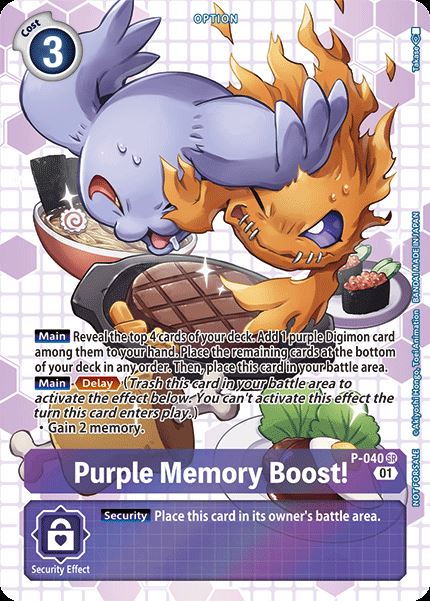 OPTION
Cost
3
Takase
Main Reveal the top 4 cards of your deck. Add 1 purple Digimon card
among them to your hand. Place the remaining cards at the bottom
of your deck in any order. Then, place this card in your battle area.
Main Delay (Trash this card in your battle area to
activate the effect below. You can't activate this effect the
turn this card enters play.)
• Gain 2 memory.
©Akiyoshi Hongo, Toei Animation BANDAI MADE IN JAPAN
NOT FOR SALE
P-040 SR
Purple Memory Boost!
01
Security Place this card in its owner's battle area.
Security Effect